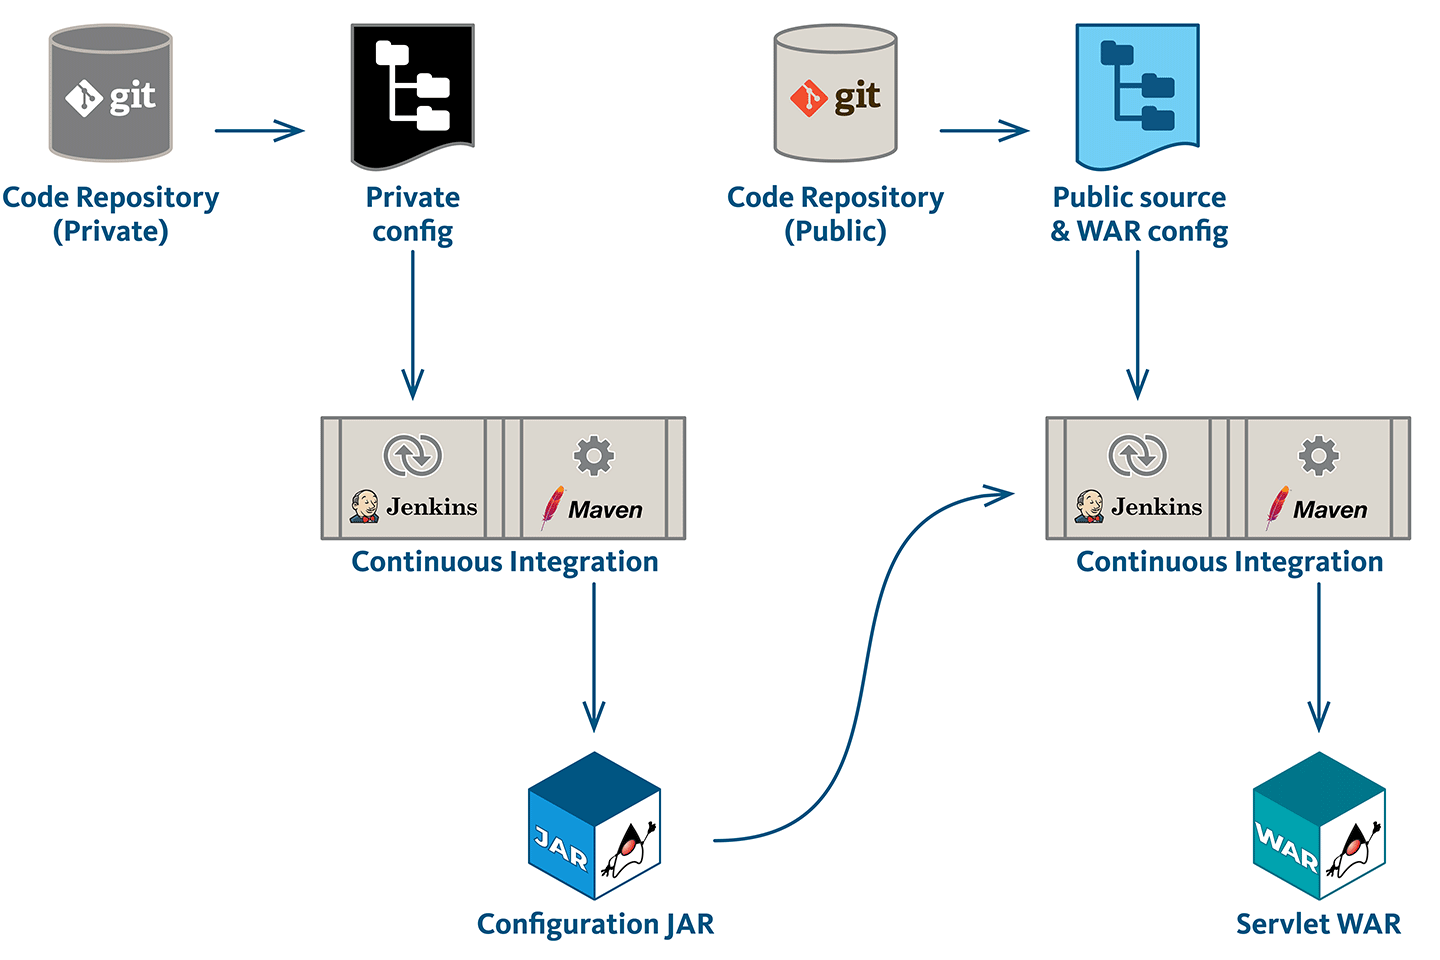 git
git
Code Repository
(Private)
Private
config
Code Repository
(Public)
Public source
& WAR config
Jenkins
Maven
Continuous Integration
Jenkins
Maven
Continuous Integration
JAR
Configuration JAR
WAR
Servlet WAR